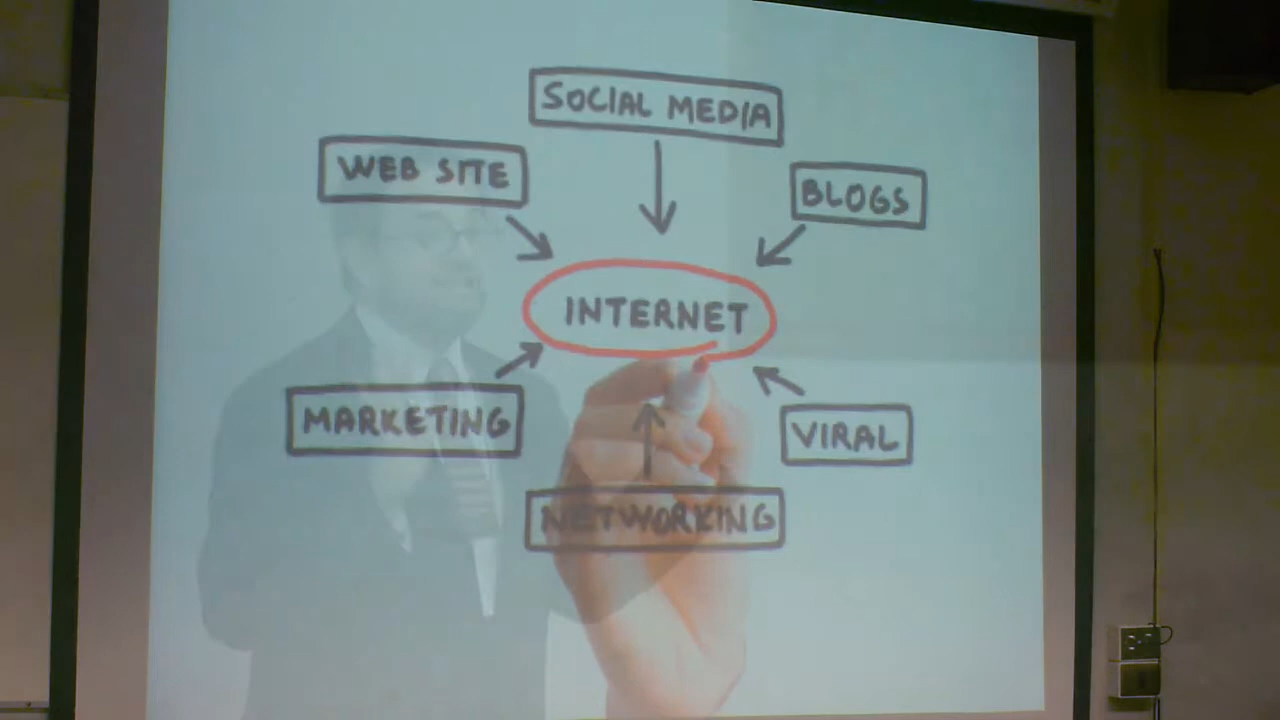 SOCIAL MEDIA
WEB SITE
BLOGS
INTERNET
MARKETING
VIRAL
NETWORKING